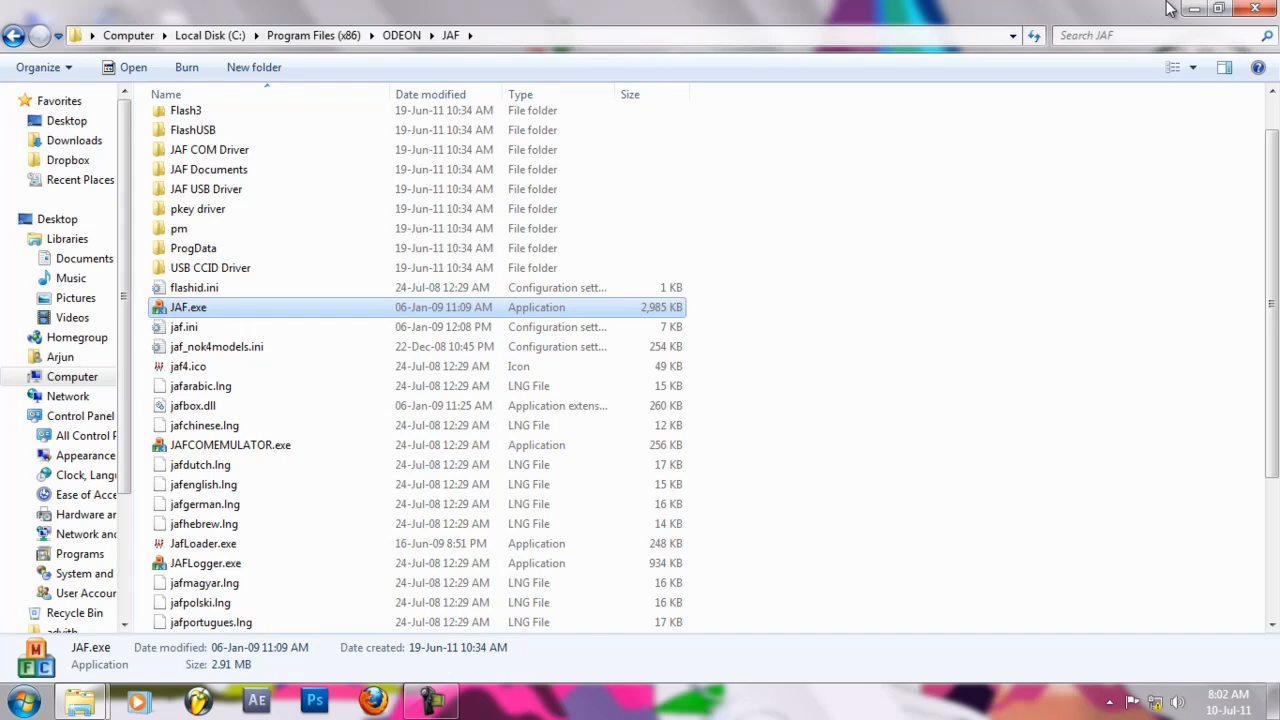 Computer Local Disk (C:) Program Files (x86) ODEON JAF Search JAF
Organize Open Burn New folder
Name Date modified Type Size
Favorites
Desktop
Downloads
Dropbox
Recent Places
Desktop
Libraries
Documents
Music
Pictures
Videos
Homegroup
Arjun
Computer
Network
Control Panel
All Control P
Appearance
Clock, Lang
Ease of Acce
Hardware ar
Network and
Programs
System and
User Accour
Recycle Bin
advith
Flash3 19-Jun-11 10:34 AM File folder
FlashUSB 19-Jun-11 10:34 AM File folder
JAF COM Driver 19-Jun-11 10:34 AM File folder
JAF Documents 19-Jun-11 10:34 AM File folder
JAF USB Driver 19-Jun-11 10:34 AM File folder
pkey driver 19-Jun-11 10:34 AM File folder
pm 19-Jun-11 10:34 AM File folder
ProgData 19-Jun-11 10:34 AM File folder
USB CCID Driver 19-Jun-11 10:34 AM File folder
flashid.ini 24-Jul-08 12:29 AM Configuration sett... 1 KB
JAF.exe 06-Jan-09 11:09 AM Application 2,985 KB
jaf.ini 06-Jan-09 12:08 PM Configuration sett... 7 KB
jaf_nok4models.ini 22-Dec-08 10:45 PM Configuration sett... 254 KB
jaf4.ico 24-Jul-08 12:29 AM Icon 49 KB
jafarabic.lng 24-Jul-08 12:29 AM LNG File 15 KB
jafbox.dll 06-Jan-09 11:25 AM Application extens... 260 KB
jafchinese.lng 24-Jul-08 12:29 AM LNG File 12 KB
JAFCOMEMULATOR.exe 24-Jul-08 12:29 AM Application 256 KB
jafdutch.lng 24-Jul-08 12:29 AM LNG File 17 KB
jafenglish.lng 24-Jul-08 12:29 AM LNG File 15 KB
jafgerman.lng 24-Jul-08 12:29 AM LNG File 16 KB
jafhebrew.lng 24-Jul-08 12:29 AM LNG File 14 KB
JafLoader.exe 16-Jun-09 8:51 PM Application 248 KB
JAFLogger.exe 24-Jul-08 12:29 AM Application 934 KB
jafmagyar.lng 24-Jul-08 12:29 AM LNG File 16 KB
jafpolski.lng 24-Jul-08 12:29 AM LNG File 16 KB
jafportugues.lng 24-Jul-08 12:29 AM LNG File 17 KB
JAF.exe Date modified: 06-Jan-09 11:09 AM Date created: 19-Jun-11 10:34 AM
Application Size: 2.91 MB
M
F C
AE Ps
8:02 AM
10-Jul-11